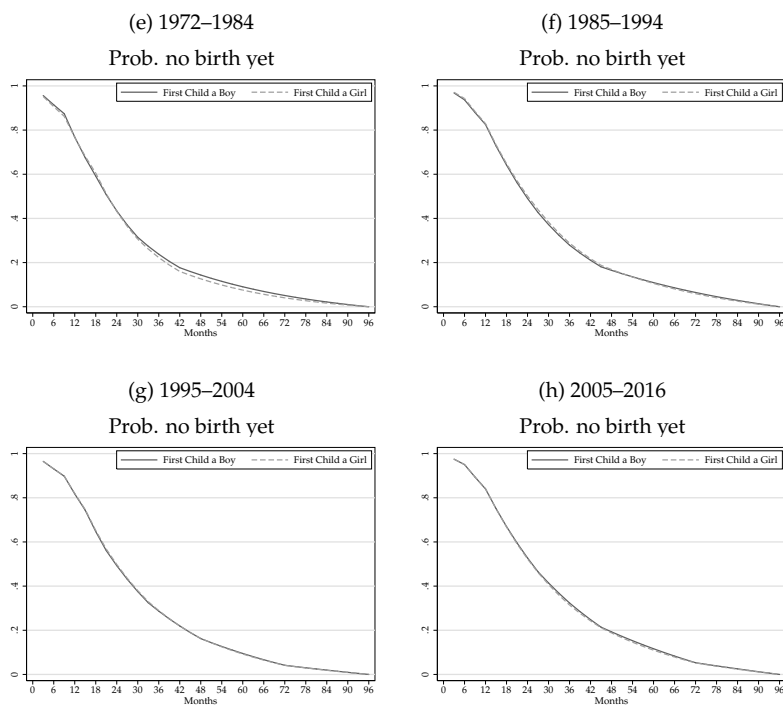 (e) 1972–1984
Prob. no birth yet
First Child a Boy First Child a Girl
1
.8
.6
.4
.2
0
0 6 12 18 24 30 36 42 48 54 60 66 72 78 84 90 96
Months
(f) 1985–1994
Prob. no birth yet
First Child a Boy First Child a Girl
1
.8
.6
.4
.2
0
0 6 12 18 24 30 36 42 48 54 60 66 72 78 84 90 96
Months
(g) 1995–2004
Prob. no birth yet
First Child a Boy First Child a Girl
1
.8
.6
.4
.2
0
0 6 12 18 24 30 36 42 48 54 60 66 72 78 84 90 96
Months
(h) 2005–2016
Prob. no birth yet
First Child a Boy First Child a Girl
1
.8
.6
.4
.2
0
0 6 12 18 24 30 36 42 48 54 60 66 72 78 84 90 96
Months